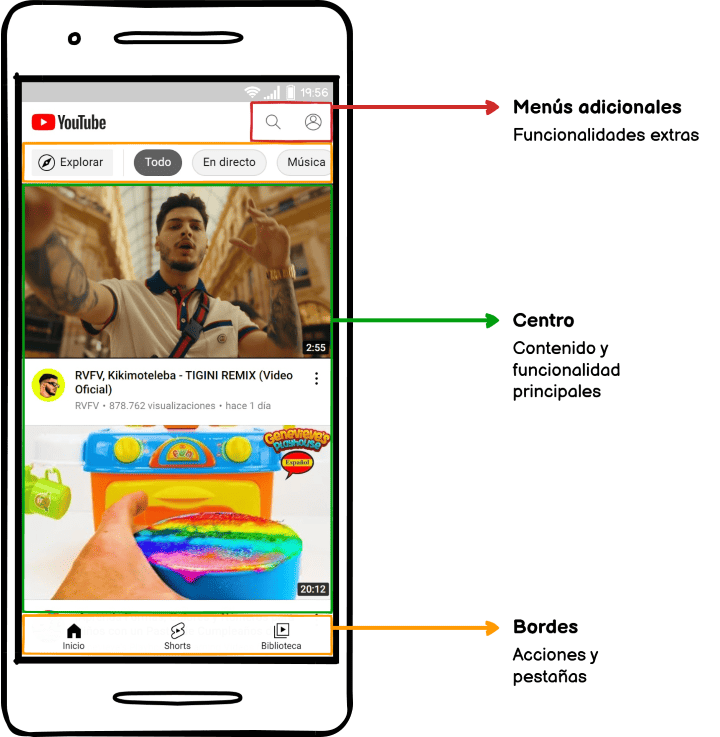 19:56
YouTube
Menús adicionales
Funcionalidades extras
Explorar
Todo
En directo
Música
2:55
Centro
Contenido y
funcionalidad
principales
RVFV, Kikimoteleba - TIGINI REMIX (Video
Oficial)
RVFV • 878.762 visualizaciones • hace 1 día
Genevieve's
Playhouse
Español
20:12
Inicio
Shorts
Biblioteca
Bordes
Acciones y
pestañas